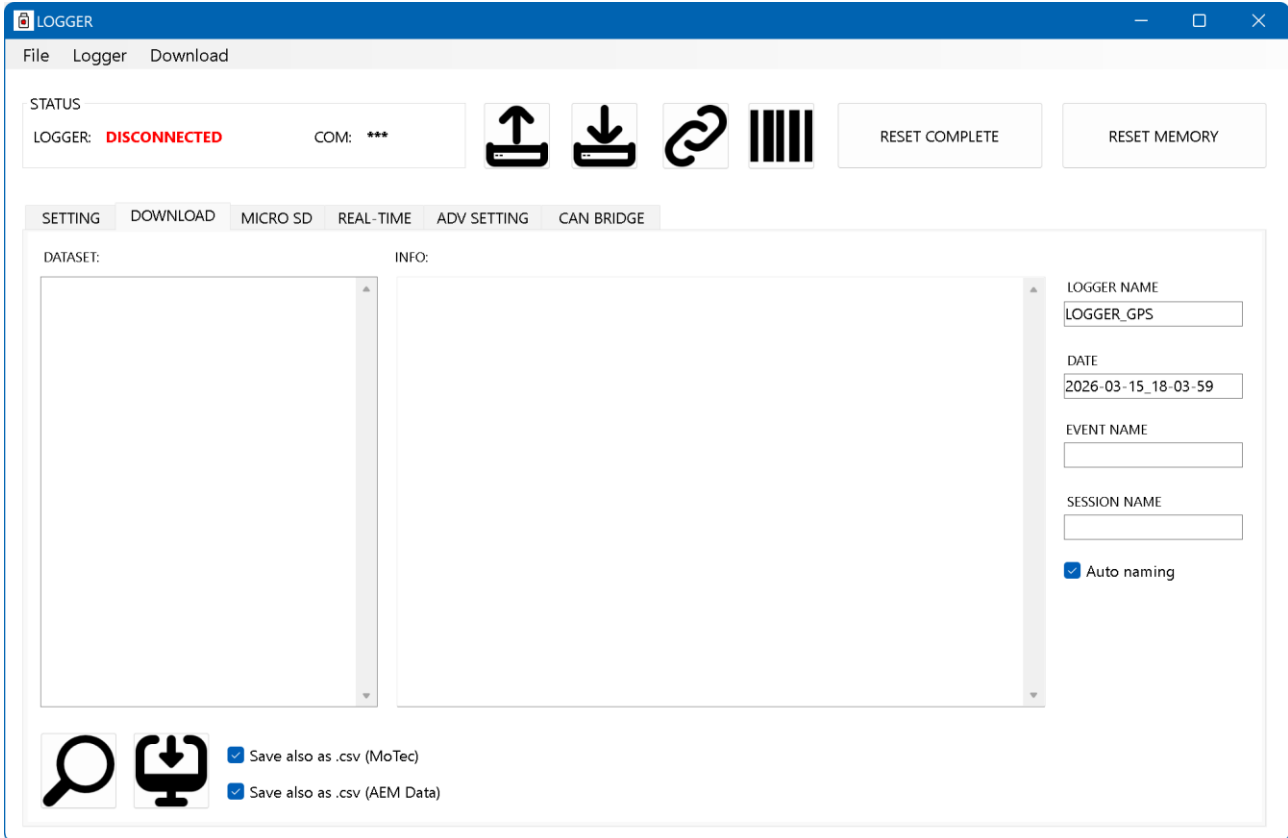 LOGGER
File Logger Download
STATUS
LOGGER: DISCONNECTED COM: ***
RESET COMPLETE
RESET MEMORY
SETTING DOWNLOAD MICRO SD REAL-TIME ADV SETTING CAN BRIDGE
DATASET:
INFO:
LOGGER NAME
LOGGER_GPS
DATE
2026-03-15_18-03-59
EVENT NAME
SESSION NAME
Auto naming
Save also as .csv (MoTec)
Save also as .csv (AEM Data)